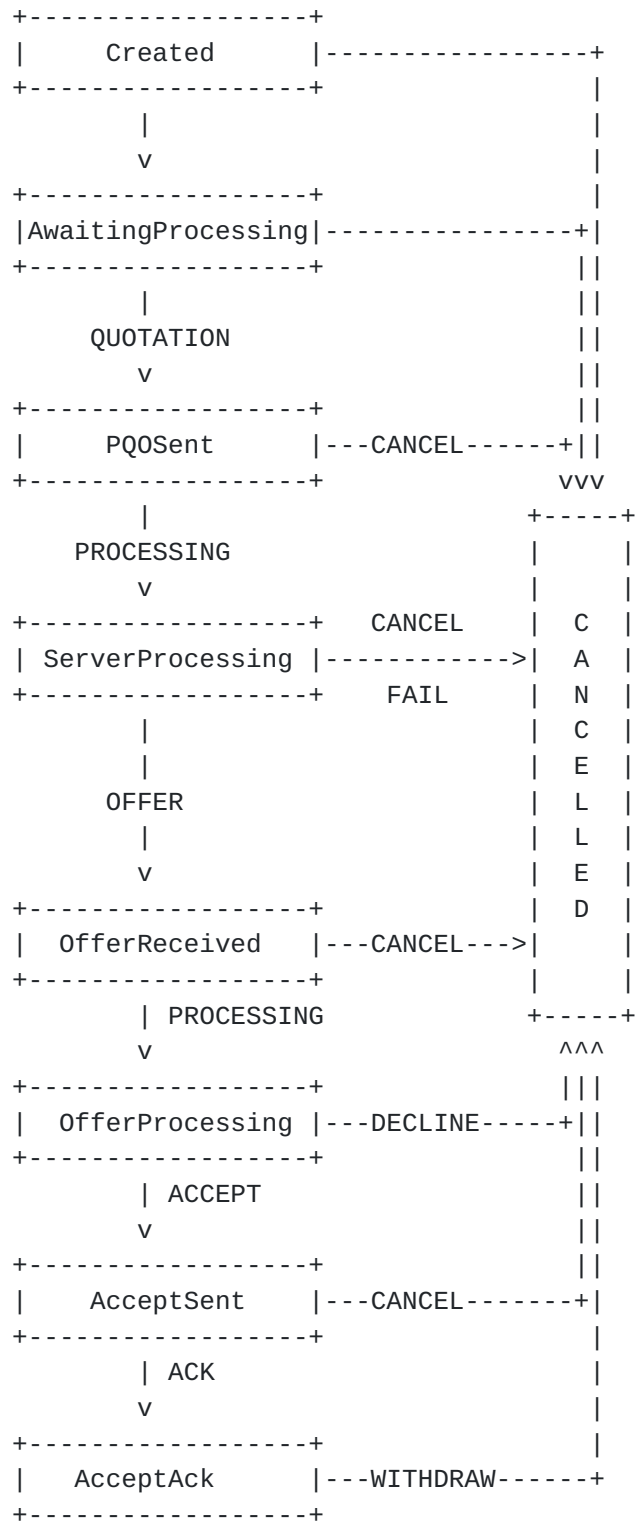 Created
AwaitingProcessing
QUOTATION
PQOSent CANCEL
PROCESSING
CANCEL
ServerProcessing
FAIL
OFFER
CANCELLED
OfferReceived CANCEL
PROCESSING
OfferProcessing DECLINE
ACCEPT
AcceptSent CANCEL
ACK
AcceptAck WITHDRAW